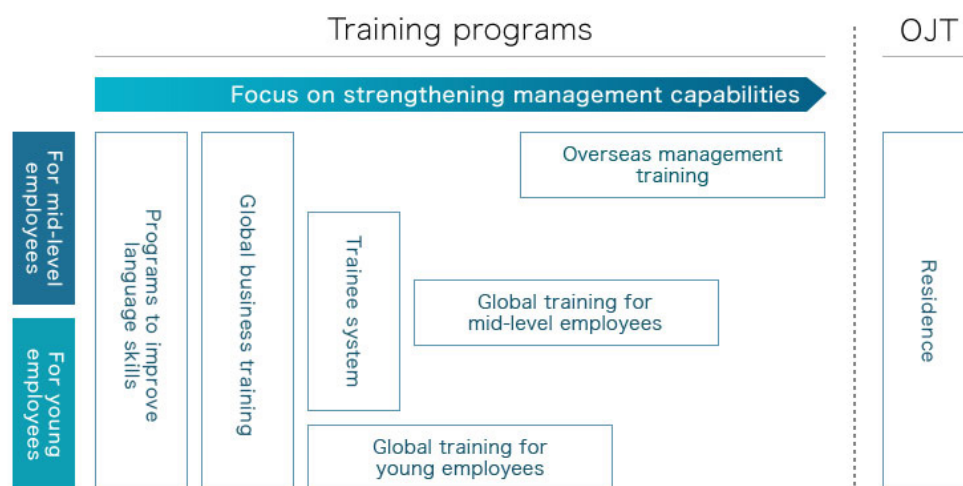 Training programs
OJT
Focus on strengthening management capabilities
For mid-level
employees
For young
employees
Programs to improve
language skills
Global business training
Trainee system
Overseas management
training
Global training for
mid-level employees
Global training for
young employees
Residence